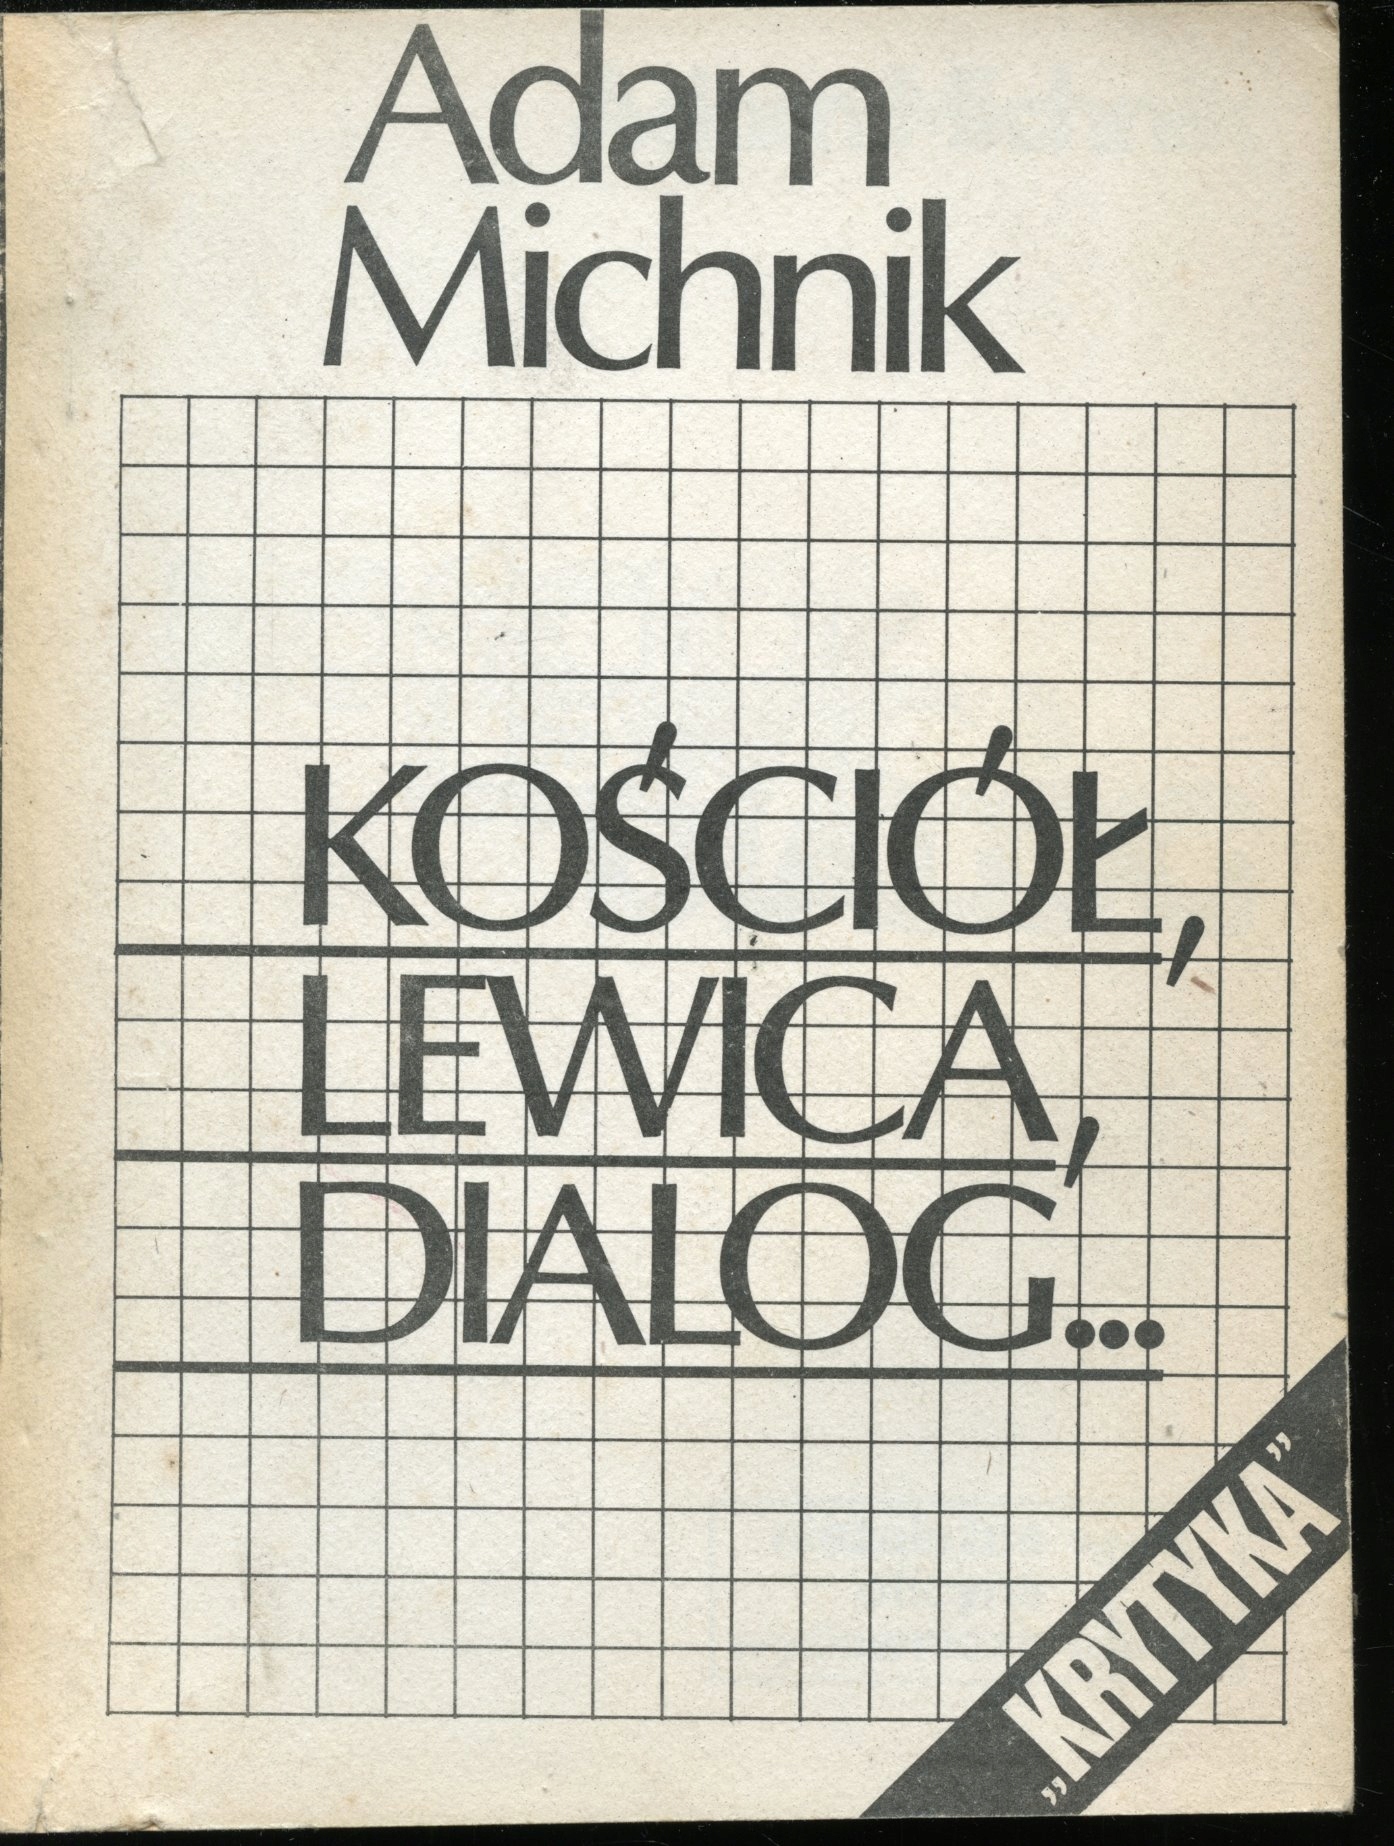 Adam
Michnik
KOŚCIÓŁ,
LEWICA,
DIALOG...
„KRYTYKA”